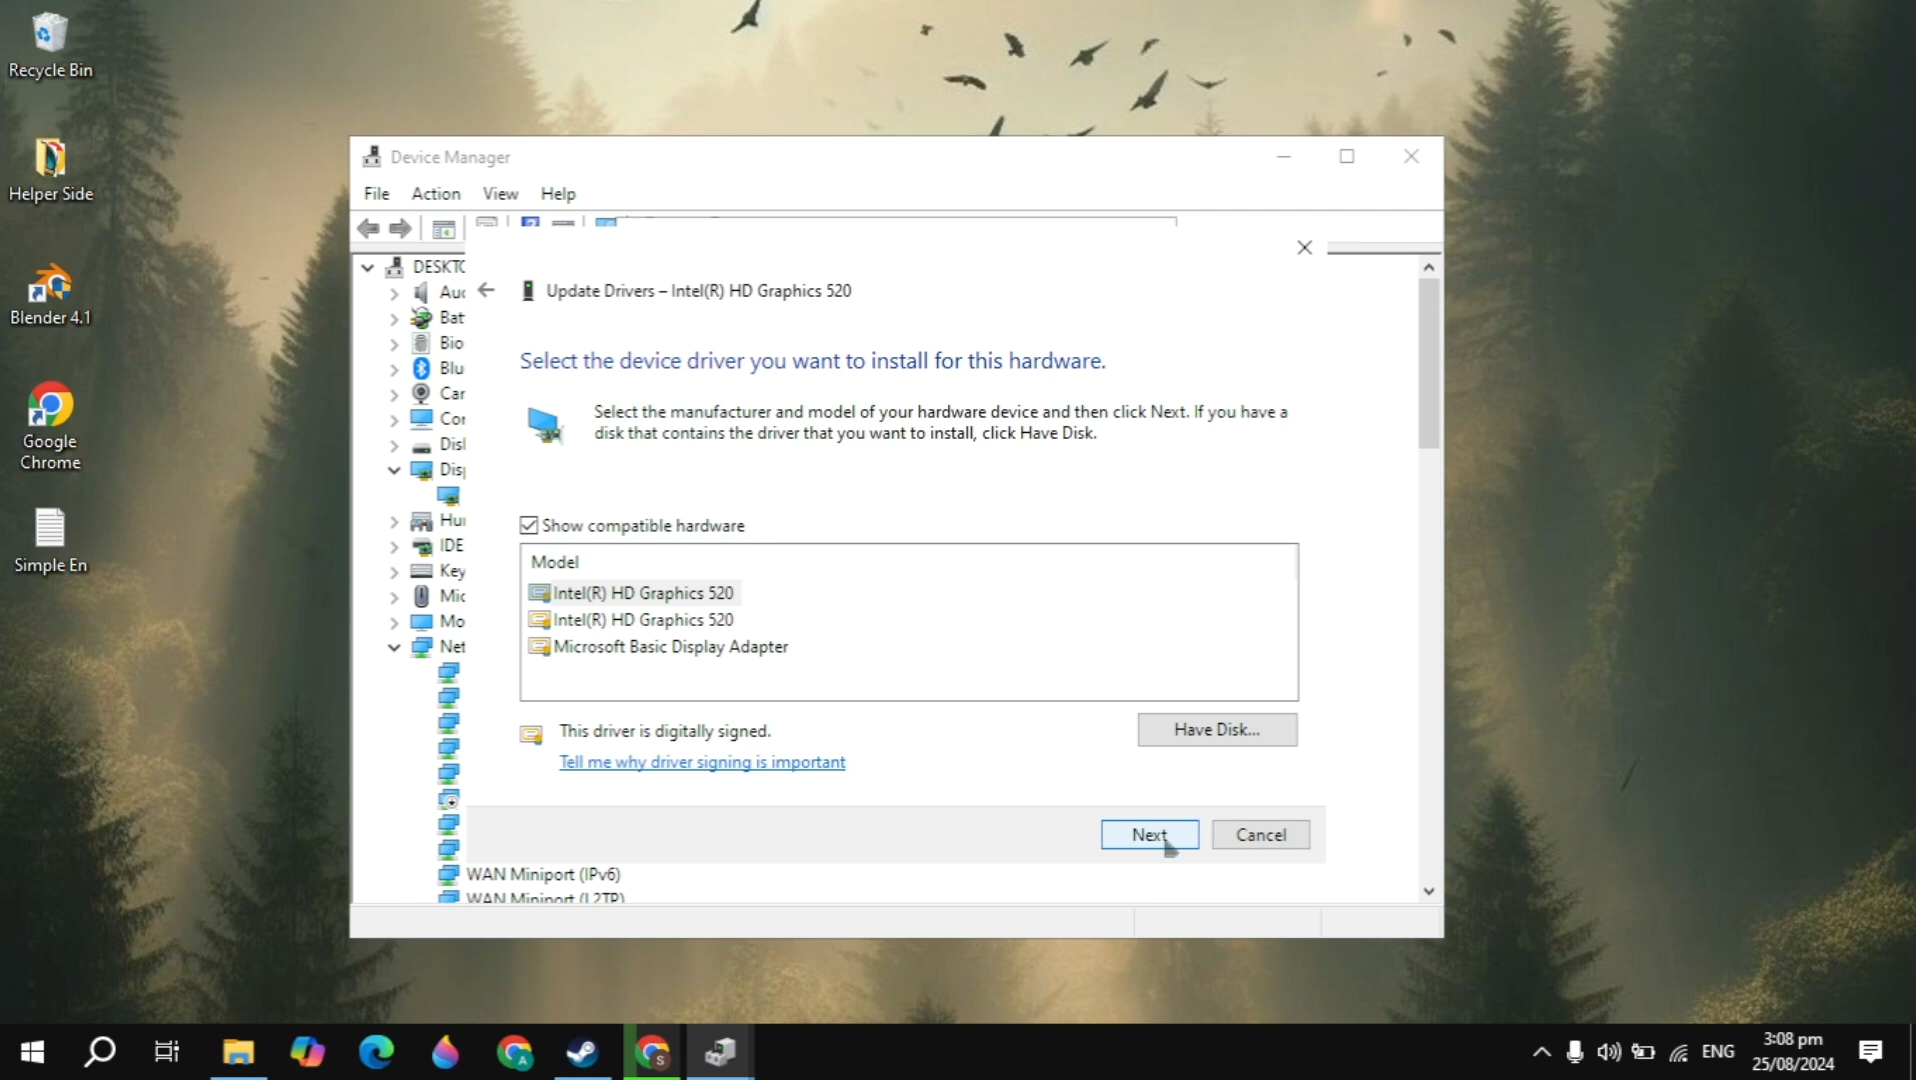 Recycle Bin
Helper Side
Blender 4.1
Google
Chrome
Simple En
Device Manager
File Action View Help
DESKTO
Auc
Bat
Bio
Blu
Car
Cor
Disl
Disp
Hu
IDE
Key
Mic
Mo
Net
Update Drivers – Intel(R) HD Graphics 520
Select the device driver you want to install for this hardware.
Select the manufacturer and model of your hardware device and then click Next. If you have a
disk that contains the driver that you want to install, click Have Disk.
Show compatible hardware
Model
Intel(R) HD Graphics 520
Intel(R) HD Graphics 520
Microsoft Basic Display Adapter
This driver is digitally signed.
Have Disk...
Tell me why driver signing is important
Next
Cancel
WAN Miniport (IPv6)
WAN Miniport (L2TP)
ENG
3:08 pm
25/08/2024